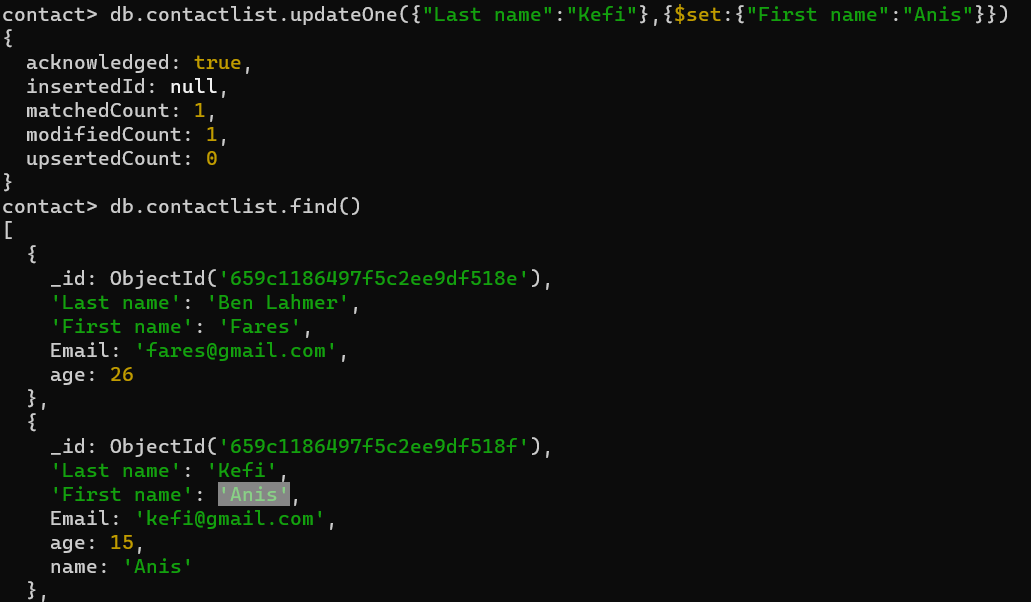 contact> db.contactlist.updateOne({"Last name":"Kefi"},{$set:{"First name":"Anis"}})
{
  acknowledged: true,
  insertedId: null,
  matchedCount: 1,
  modifiedCount: 1,
  upsertedCount: 0
}
contact> db.contactlist.find()
[
  {
    _id: ObjectId('659c1186497f5c2ee9df518e'),
    'Last name': 'Ben Lahmer',
    'First name': 'Fares',
    Email: 'fares@gmail.com',
    age: 26
  },
  {
    _id: ObjectId('659c1186497f5c2ee9df518f'),
    'Last name': 'Kefi',
    'First name': 'Anis',
    Email: 'kefi@gmail.com',
    age: 15,
    name: 'Anis'
  },